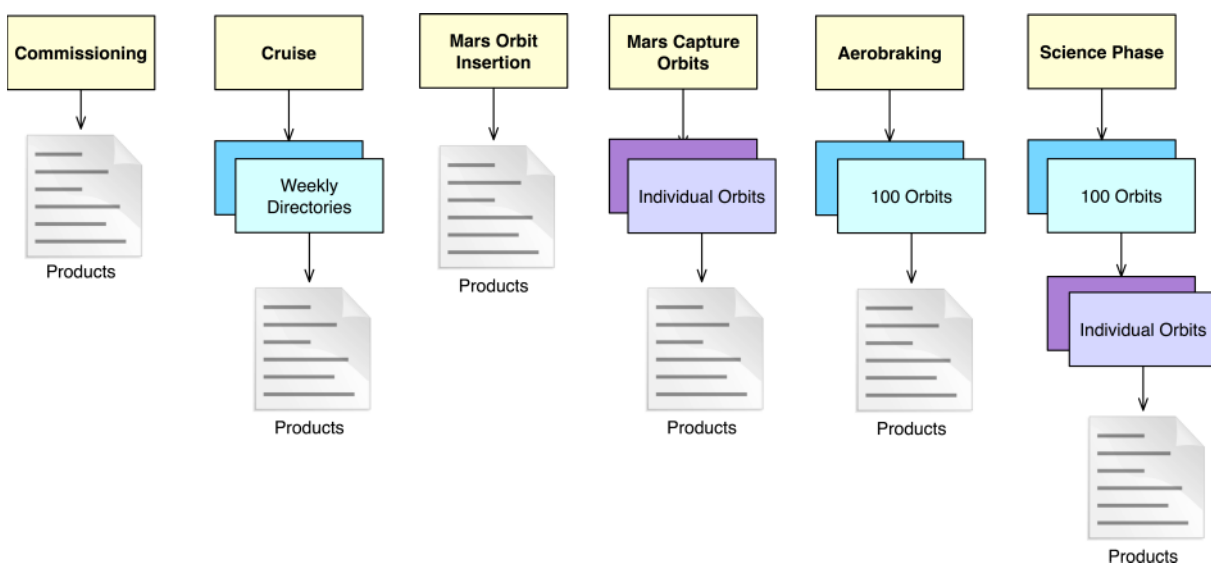 Commissioning
Cruise
Mars Orbit
Insertion
Mars Capture
Orbits
Aerobraking
Science Phase
Weekly
Directories
Individual Orbits
100 Orbits
100 Orbits
Products
Products
Individual Orbits
Products
Products
Products
Products